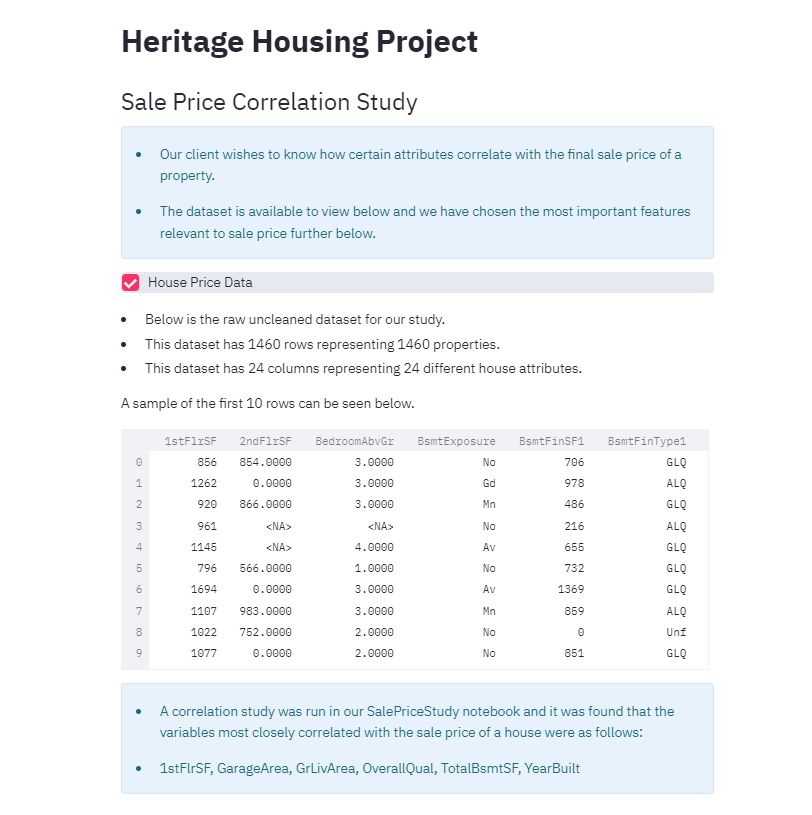 Heritage Housing Project
Sale Price Correlation Study
• Our client wishes to know how certain attributes correlate with the final sale price of a
property.
• The dataset is available to view below and we have chosen the most important features
relevant to sale price further below.
House Price Data
• Below is the raw uncleaned dataset for our study.
• This dataset has 1460 rows representing 1460 properties.
• This dataset has 24 columns representing 24 different house attributes.
A sample of the first 10 rows can be seen below.
1stFlrSF 2ndFlrSF BedroomAbvGr BsmtExposure BsmtFinSF1 BsmtFinType1
0 856 854.0000 3.0000 No 706 GLQ
1 1262 0.0000 3.0000 Gd 978 ALQ
2 920 866.0000 3.0000 Mn 486 GLQ
3 961 <NA> <NA> No 216 ALQ
4 1145 <NA> 4.0000 Av 655 GLQ
5 796 566.0000 1.0000 No 732 GLQ
6 1694 0.0000 3.0000 Av 1369 GLQ
7 1107 983.0000 3.0000 Mn 859 ALQ
8 1022 752.0000 2.0000 No 0 Unf
9 1077 0.0000 2.0000 No 851 GLQ
• A correlation study was run in our SalePriceStudy notebook and it was found that the
variables most closely correlated with the sale price of a house were as follows:
• 1stFlrSF, GarageArea, GrLivArea, OverallQual, TotalBsmtSF, YearBuilt